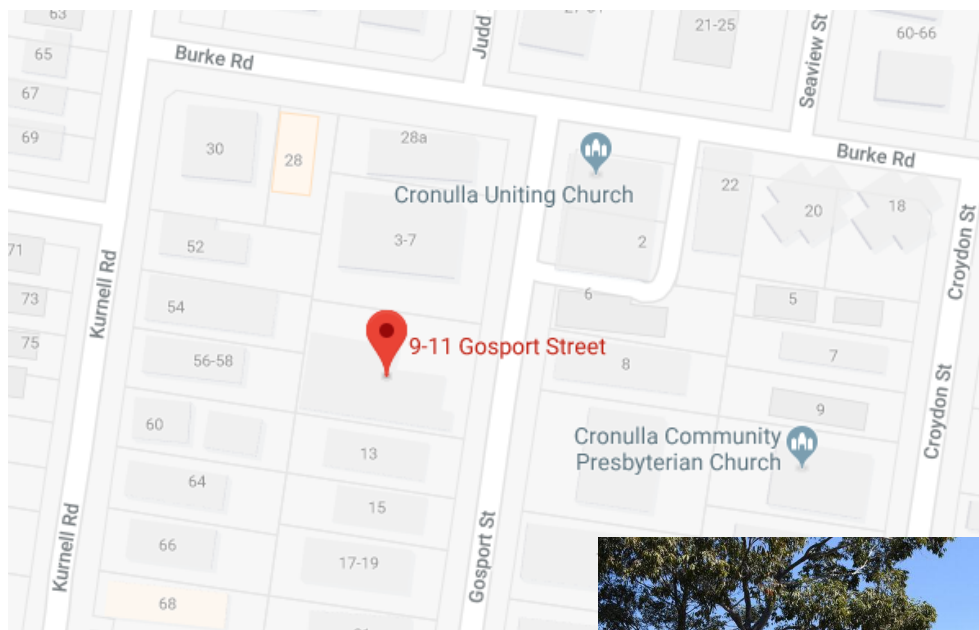 63
27-31
21-25
60-66
65
Burke Rd
Judd
Seaview St
67
69
30
28
28a
Burke Rd
Cronulla Uniting Church
22
20
18
3-7
2
52
71
Kurnell Rd
Croydon St
73
54
6
5
75
9-11 Gosport Street
56-58
8
7
60
9
Croydon St
13
Cronulla Community
Presbyterian Church
64
15
Kurnell Rd
66
17-19
Gosport St
68